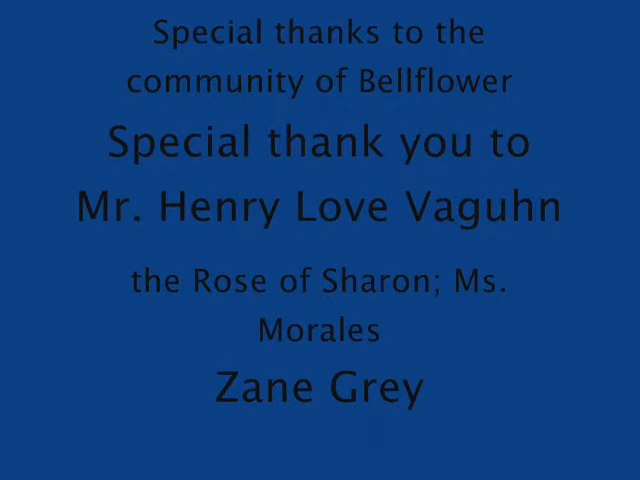 Special thanks to the
community of Bellflower
Special thank you to
Mr. Henry Love Vaguhn
the Rose of Sharon; Ms.
Morales
Zane Grey